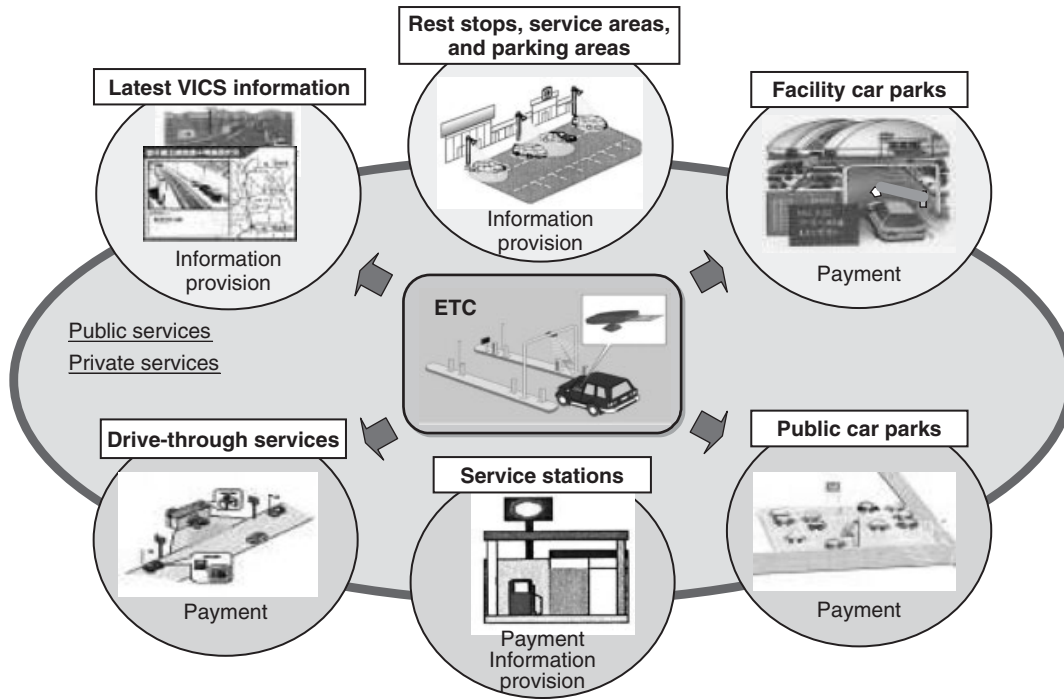 Rest stops, service areas,
and parking areas
Information
provision
Latest VICS information
Information
provision
Facility car parks
Payment
ETC
Public services
Private services
Drive-through services
Payment
Service stations
Payment
Information
provision
Public car parks
Payment